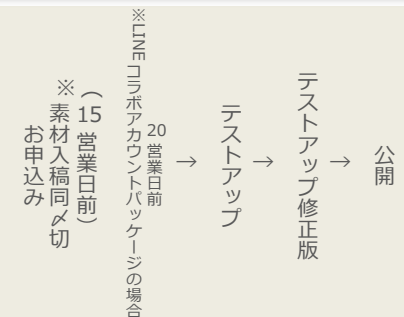 お申込み
※素材入稿同〆切
（15営業日前）
※LINEコラボアカウントパッケージの場合
20営業日前
→
テストアップ
→
テストアップ修正版
→
公開